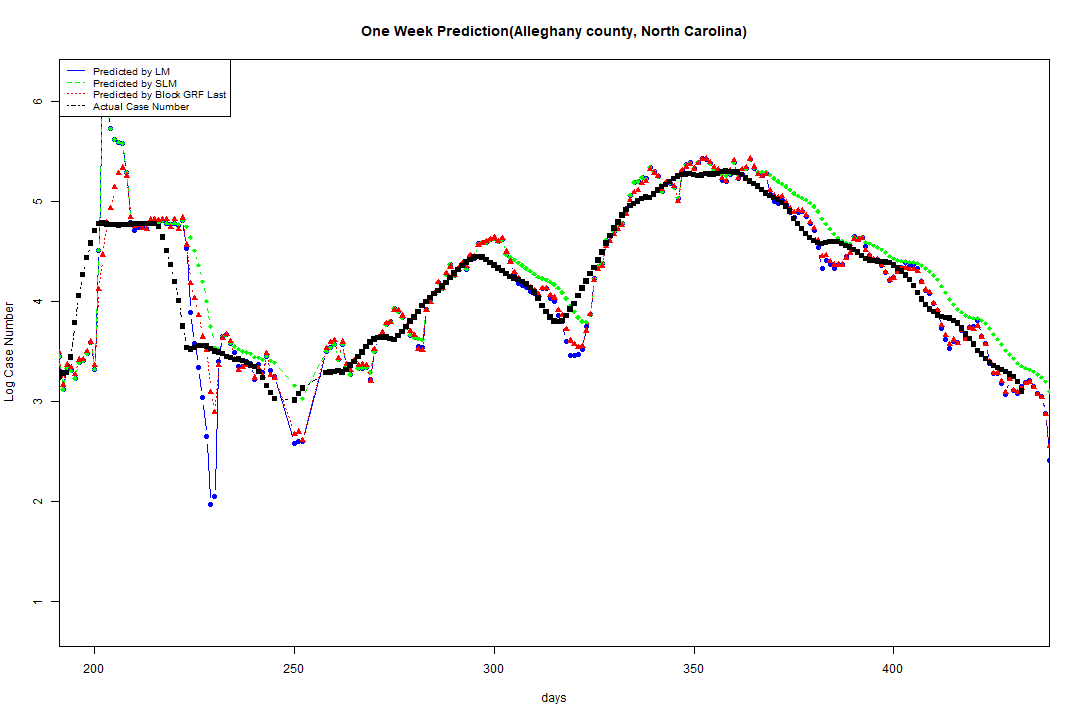 One Week Prediction(Alleghany county, North Carolina)
Predicted by LM
Predicted by SLM
Predicted by Block GRF Last
Actual Case Number
6
5
4
3
2
1
Log Case Number
200 250 300 350 400
days